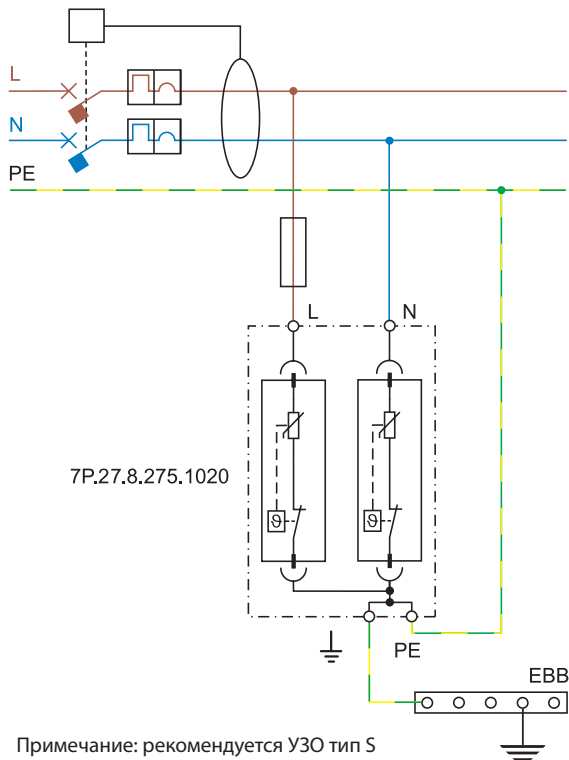 L
N
PE
L
N
7P.27.8.275.1020
ϑ
ϑ
PE
EBB
Примечание: рекомендуется УЗО тип S